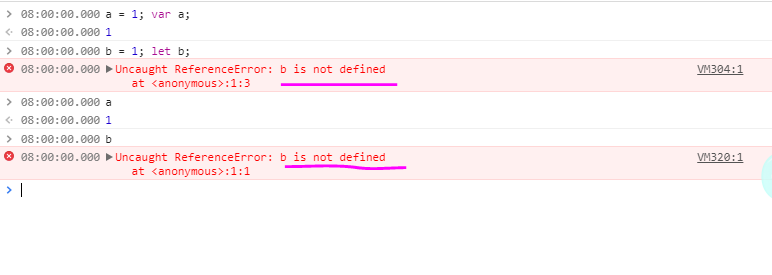 > 08:00:00.000 a = 1; var a;
< 08:00:00.000 1
> 08:00:00.000 b = 1; let b;
08:00:00.000 ▶Uncaught ReferenceError: b is not defined VM304:1
at <anonymous>:1:3
> 08:00:00.000 a
< 08:00:00.000 1
> 08:00:00.000 b
08:00:00.000 ▶Uncaught ReferenceError: b is not defined VM320:1
at <anonymous>:1:1
>